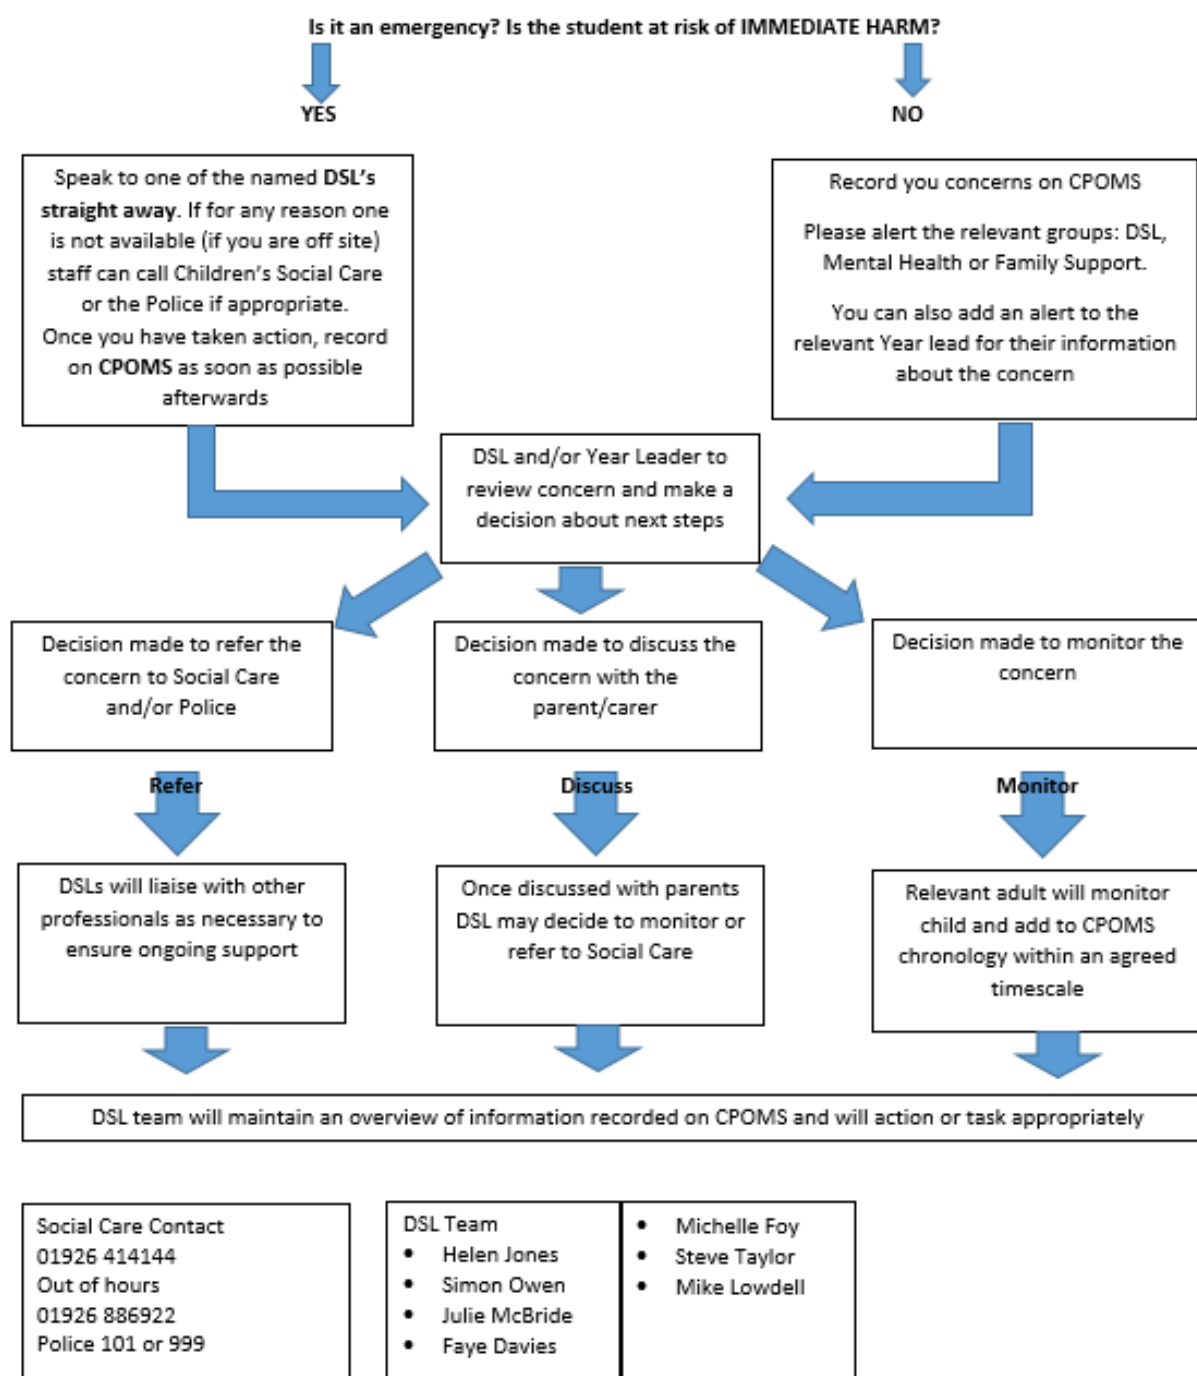 Is it an emergency? Is the student at risk of IMMEDIATE HARM?
YES
NO
Speak to one of the named DSL's
straight away. If for any reason one
is not available (if you are off site)
staff can call Children's Social Care
or the Police if appropriate.
Once you have taken action, record
on CPOMS as soon as possible
afterwards
Record you concerns on CPOMS
Please alert the relevant groups: DSL,
Mental Health or Family Support.
You can also add an alert to the
relevant Year lead for their information
about the concern
DSL and/or Year Leader to
review concern and make a
decision about next steps
Decision made to refer the
concern to Social Care
and/or Police
Decision made to discuss the
concern with the
parent/carer
Decision made to monitor the
concern
Refer
Discuss
Monitor
DSLs will liaise with other
professionals as necessary to
ensure ongoing support
Once discussed with parents
DSL may decide to monitor or
refer to Social Care
Relevant adult will monitor
child and add to CPOMS
chronology within an agreed
timescale
DSL team will maintain an overview of information recorded on CPOMS and will action or task appropriately
Social Care Contact
01926 414144
Out of hours
01926 886922
Police 101 or 999
DSL Team
• Helen Jones
• Simon Owen
• Julie McBride
• Faye Davies
• Michelle Foy
• Steve Taylor
• Mike Lowdell